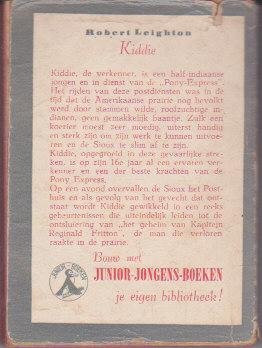 Robert Leighton
Kiddie
Kiddie, de verkenner, is een half-indiaanse
jongen en in dienst van de „Pony-Express".
Het rijden van deze postdiensten was in de
tijd dat de Amerikaanse prairie nog bevolkt
werd door stammen wilde, roofzuchtige in-
dianen, geen gemakkelijk baantje. Zulk een
koerier moest zeer moedig, uiterst handig
en sterk zijn om zijn werk te kunnen uitvoe-
ren en de Sioux te slim af te zijn.
Kiddie, opgegroeid in deze gevaarlijke stre-
ken, is op zijn 16e jaar al een ervaren ver-
kenner en een der beste krachten van de
Pony Express.
Op een avond overvallen de Sioux het Post-
huis en als gevolg van het gevecht dat ont-
staat wordt Kiddie gewikkeld in een reeks
gebeurtenissen die uiteindelijk leiden tot de
ontsluiering van „het geheim van Kapitein
Reginald Fritton", de man die verloren
raakte in de prairie.
Bouw met
JUNIOR-JONGENS-BOEKEN
je eigen bibliotheek!